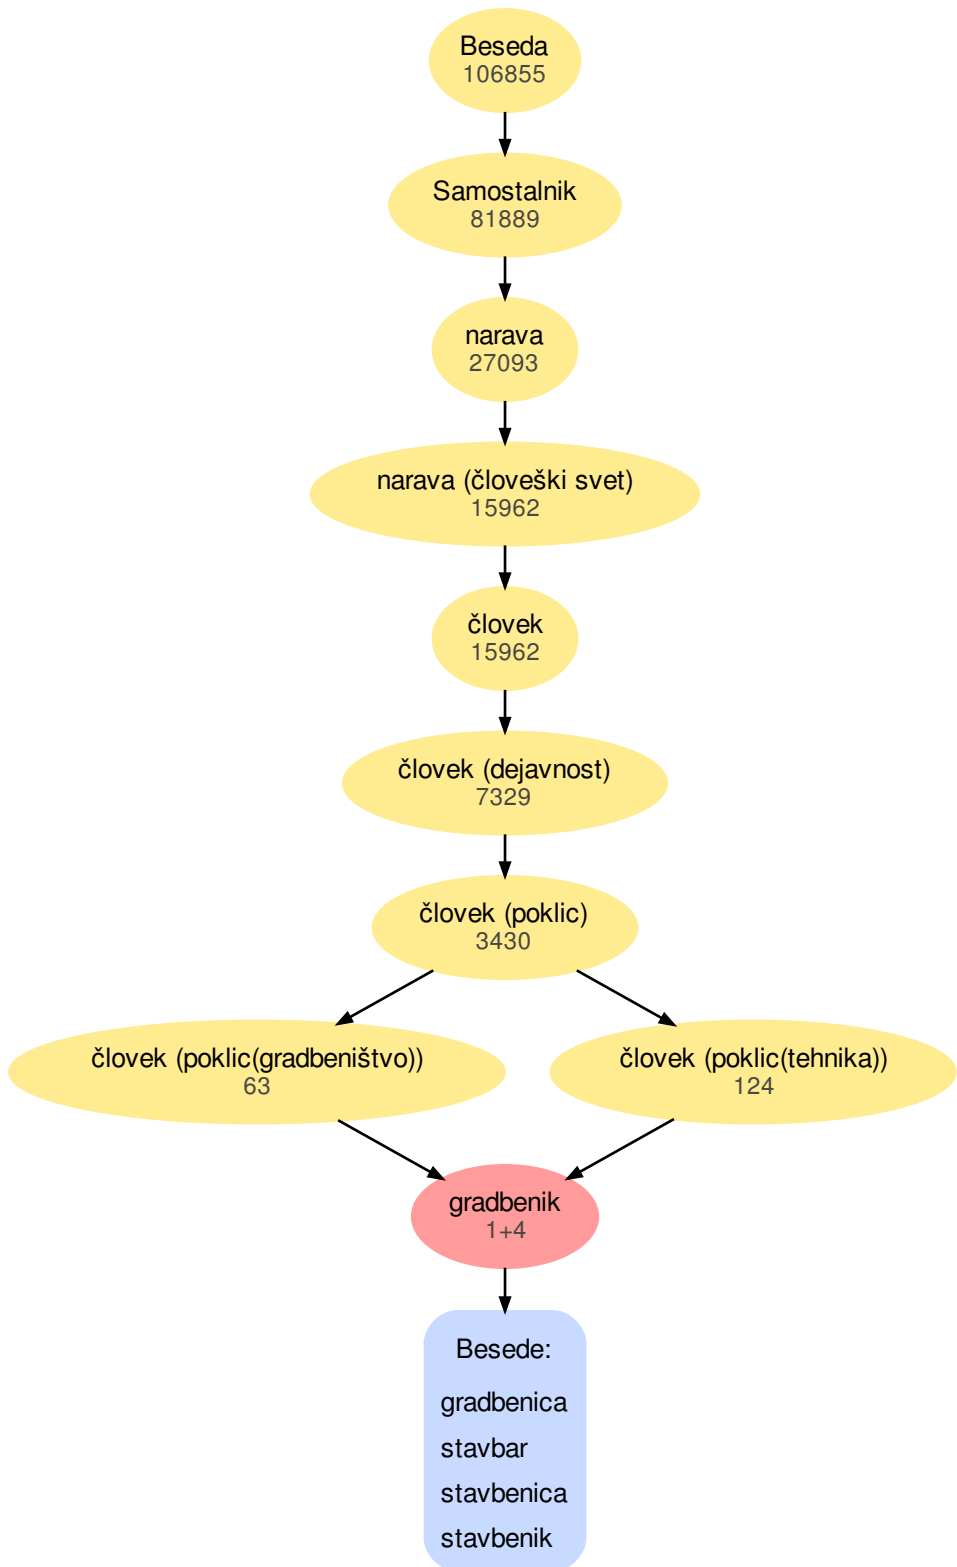 Beseda
106855
Samostalnik
81889
narava
27093
narava (človeški svet)
15962
človek
15962
človek (dejavnost)
7329
človek (poklic)
3430
človek (poklic(gradbeništvo))
63
človek (poklic(tehnika))
124
gradbenik
1+4
Besede:
gradbenica
stavbar
stavbenica
stavbenik